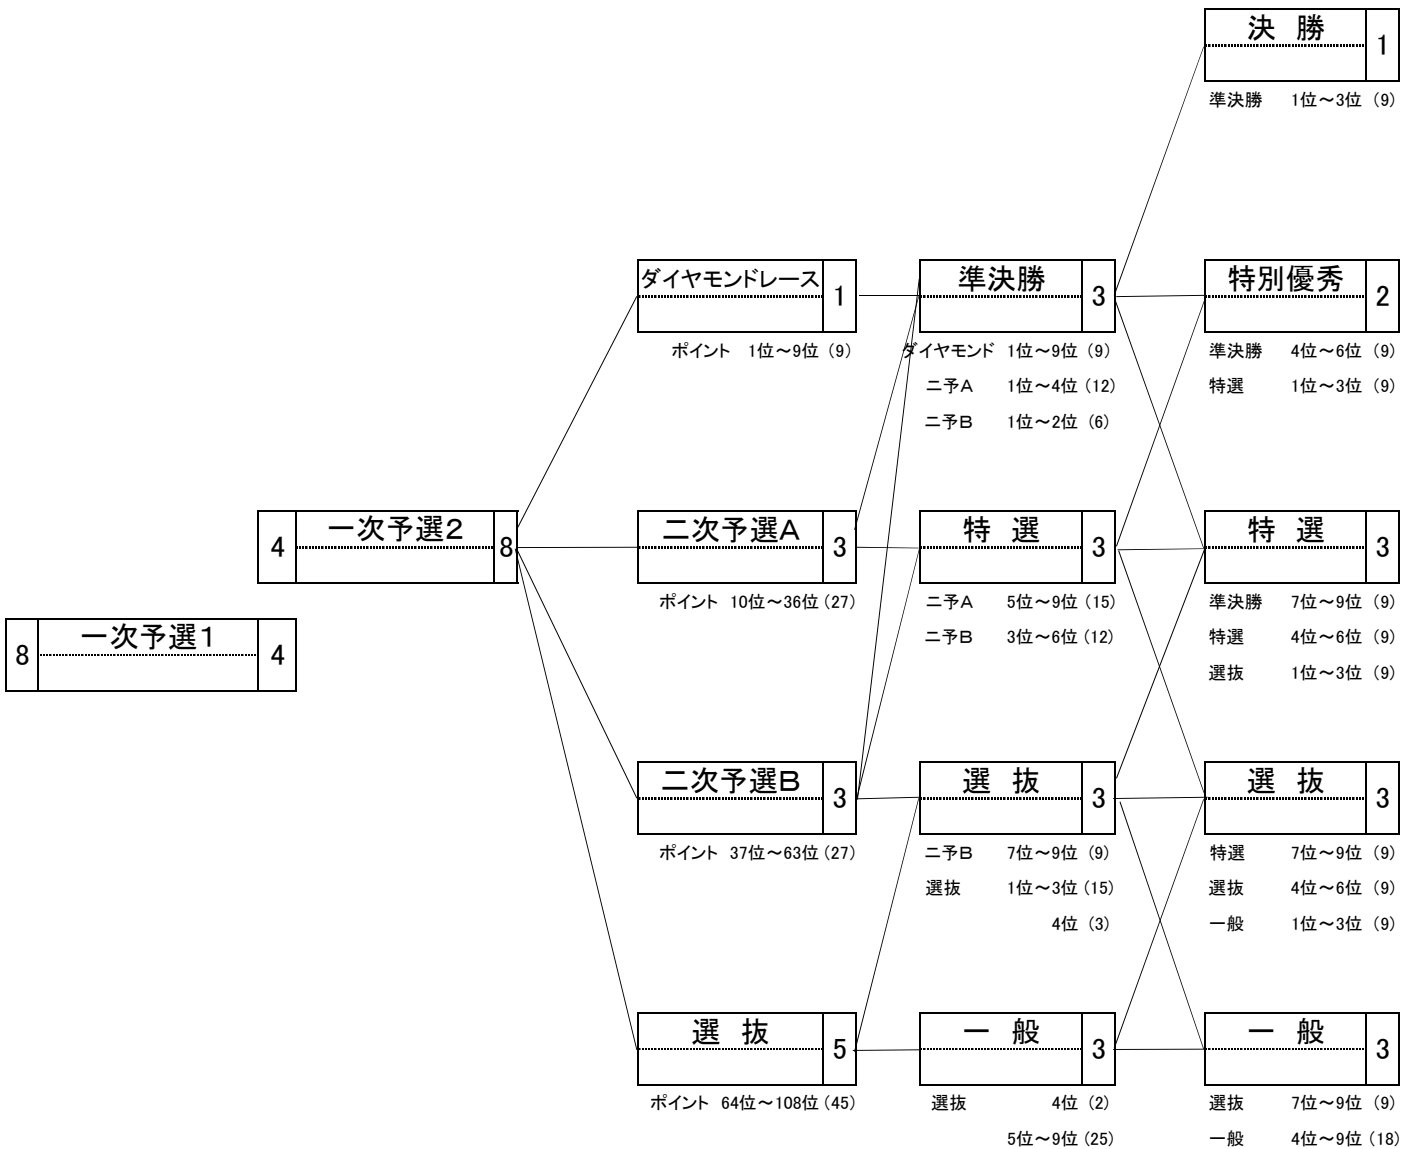 決 勝
1
準決勝 1位～3位 (9)
ダイヤモンドレース
1
ポイント 1位～9位 (9)
準決勝
3
ダイヤモンド 1位～9位 (9)
二予A 1位～4位 (12)
二予B 1位～2位 (6)
特別優秀
2
準決勝 4位～6位 (9)
特選 1位～3位 (9)
4
一次予選2
8
二次予選A
3
ポイント 10位～36位 (27)
特 選
3
二予A 5位～9位 (15)
二予B 3位～6位 (12)
特 選
3
準決勝 7位～9位 (9)
特選 4位～6位 (9)
選抜 1位～3位 (9)
8
一次予選1
4
二次予選B
3
ポイント 37位～63位 (27)
選 抜
3
二予B 7位～9位 (9)
選抜 1位～3位 (15)
4位 (3)
選 抜
3
特選 7位～9位 (9)
選抜 4位～6位 (9)
一般 1位～3位 (9)
選 抜
5
ポイント 64位～108位 (45)
一 般
3
選抜 4位 (2)
5位～9位 (25)
一 般
3
選抜 7位～9位 (9)
一般 4位～9位 (18)